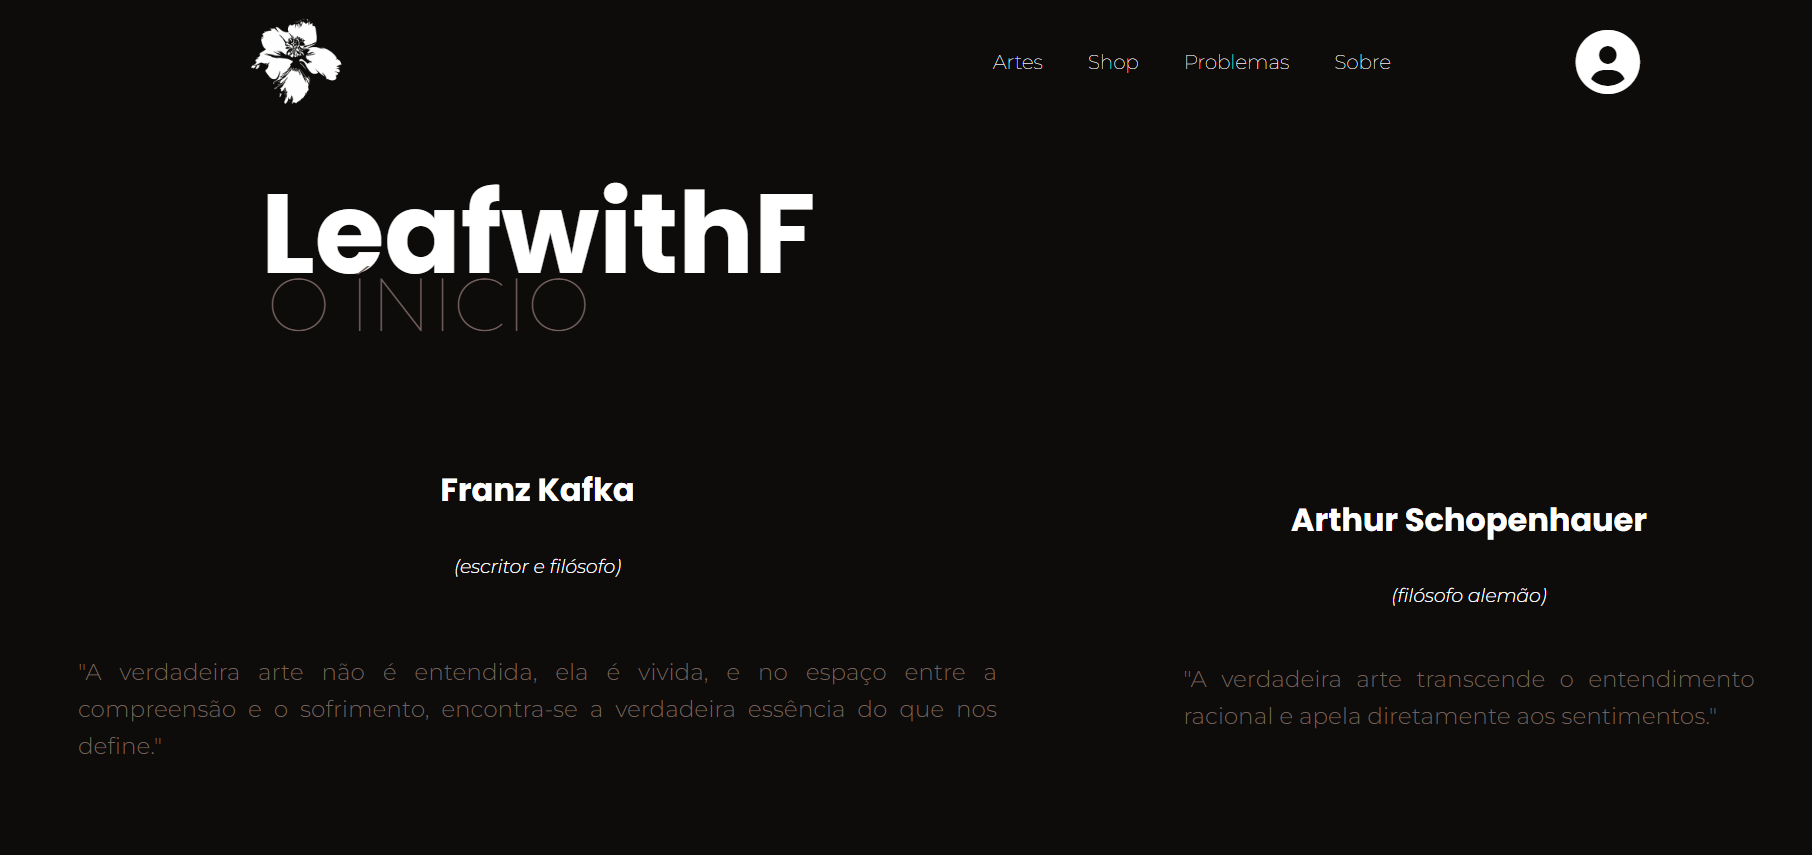 Artes Shop Problemas Sobre
LeafwithF
O ÍNICIO
Franz Kafka
(escritor e filósofo)
"A verdadeira arte não é entendida, ela é vivida, e no espaço entre a
compreensão e o sofrimento, encontra-se a verdadeira essência do que nos
define."
Arthur Schopenhauer
(filósofo alemão)
"A verdadeira arte transcende o entendimento
racional e apela diretamente aos sentimentos."